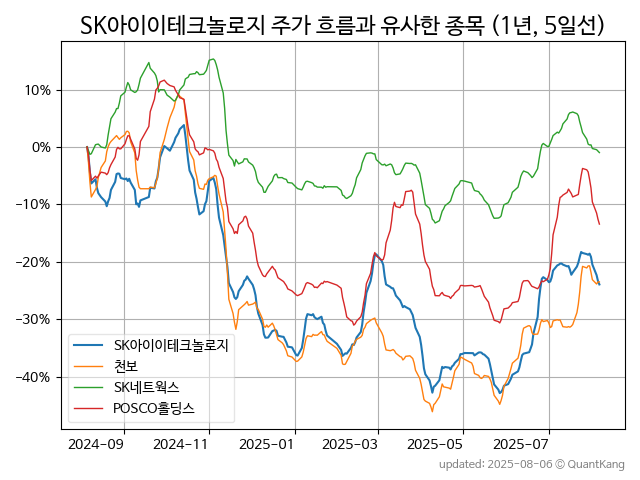 SK아이이테크놀로지 주가 흐름과 유사한 종목 (1년, 5일선)
10%
0%
−10%
−20%
−30%
−40%
SK아이이테크놀로지
천보
SK네트웍스
POSCO홀딩스
2024-09 2024-11 2025-01 2025-03 2025-05 2025-07
updated: 2025-08-06 © QuantKang